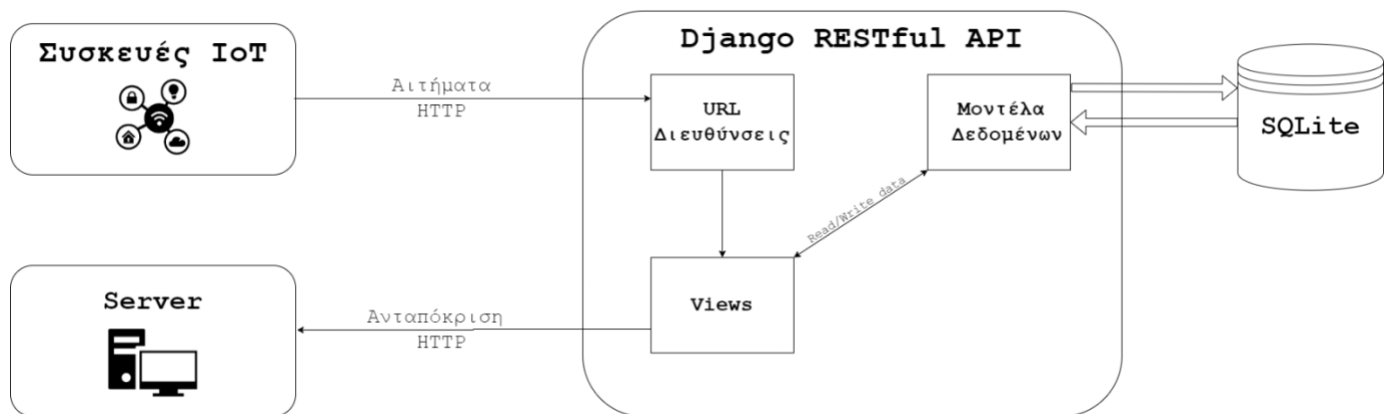 Συσκευές IoT
Αιτήματα
HTTP
Django RESTful API
URL
Διευθύνσεις
Μοντέλα
Δεδομένων
SQLite
Read/Write data
Server
Ανταπόκριση
HTTP
Views